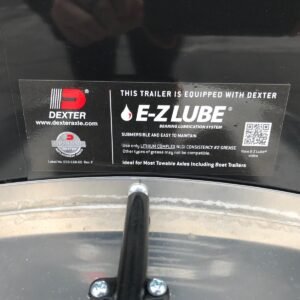 THIS TRAILER IS EQUIPPED WITH DEXTER
DEXTER
www.dexteraxle.com
E-Z LUBE®
BEARING LUBRICATION SYSTEM
SUBMERSIBLE AND EASY TO MAINTAIN
Use only LITHIUM COMPLEX NLGI CONSISTENCY #2 GREASE
Other types of grease may not be compatible.
Ideal for Most Towable Axles Including Boat Trailers
E-Z Lube®